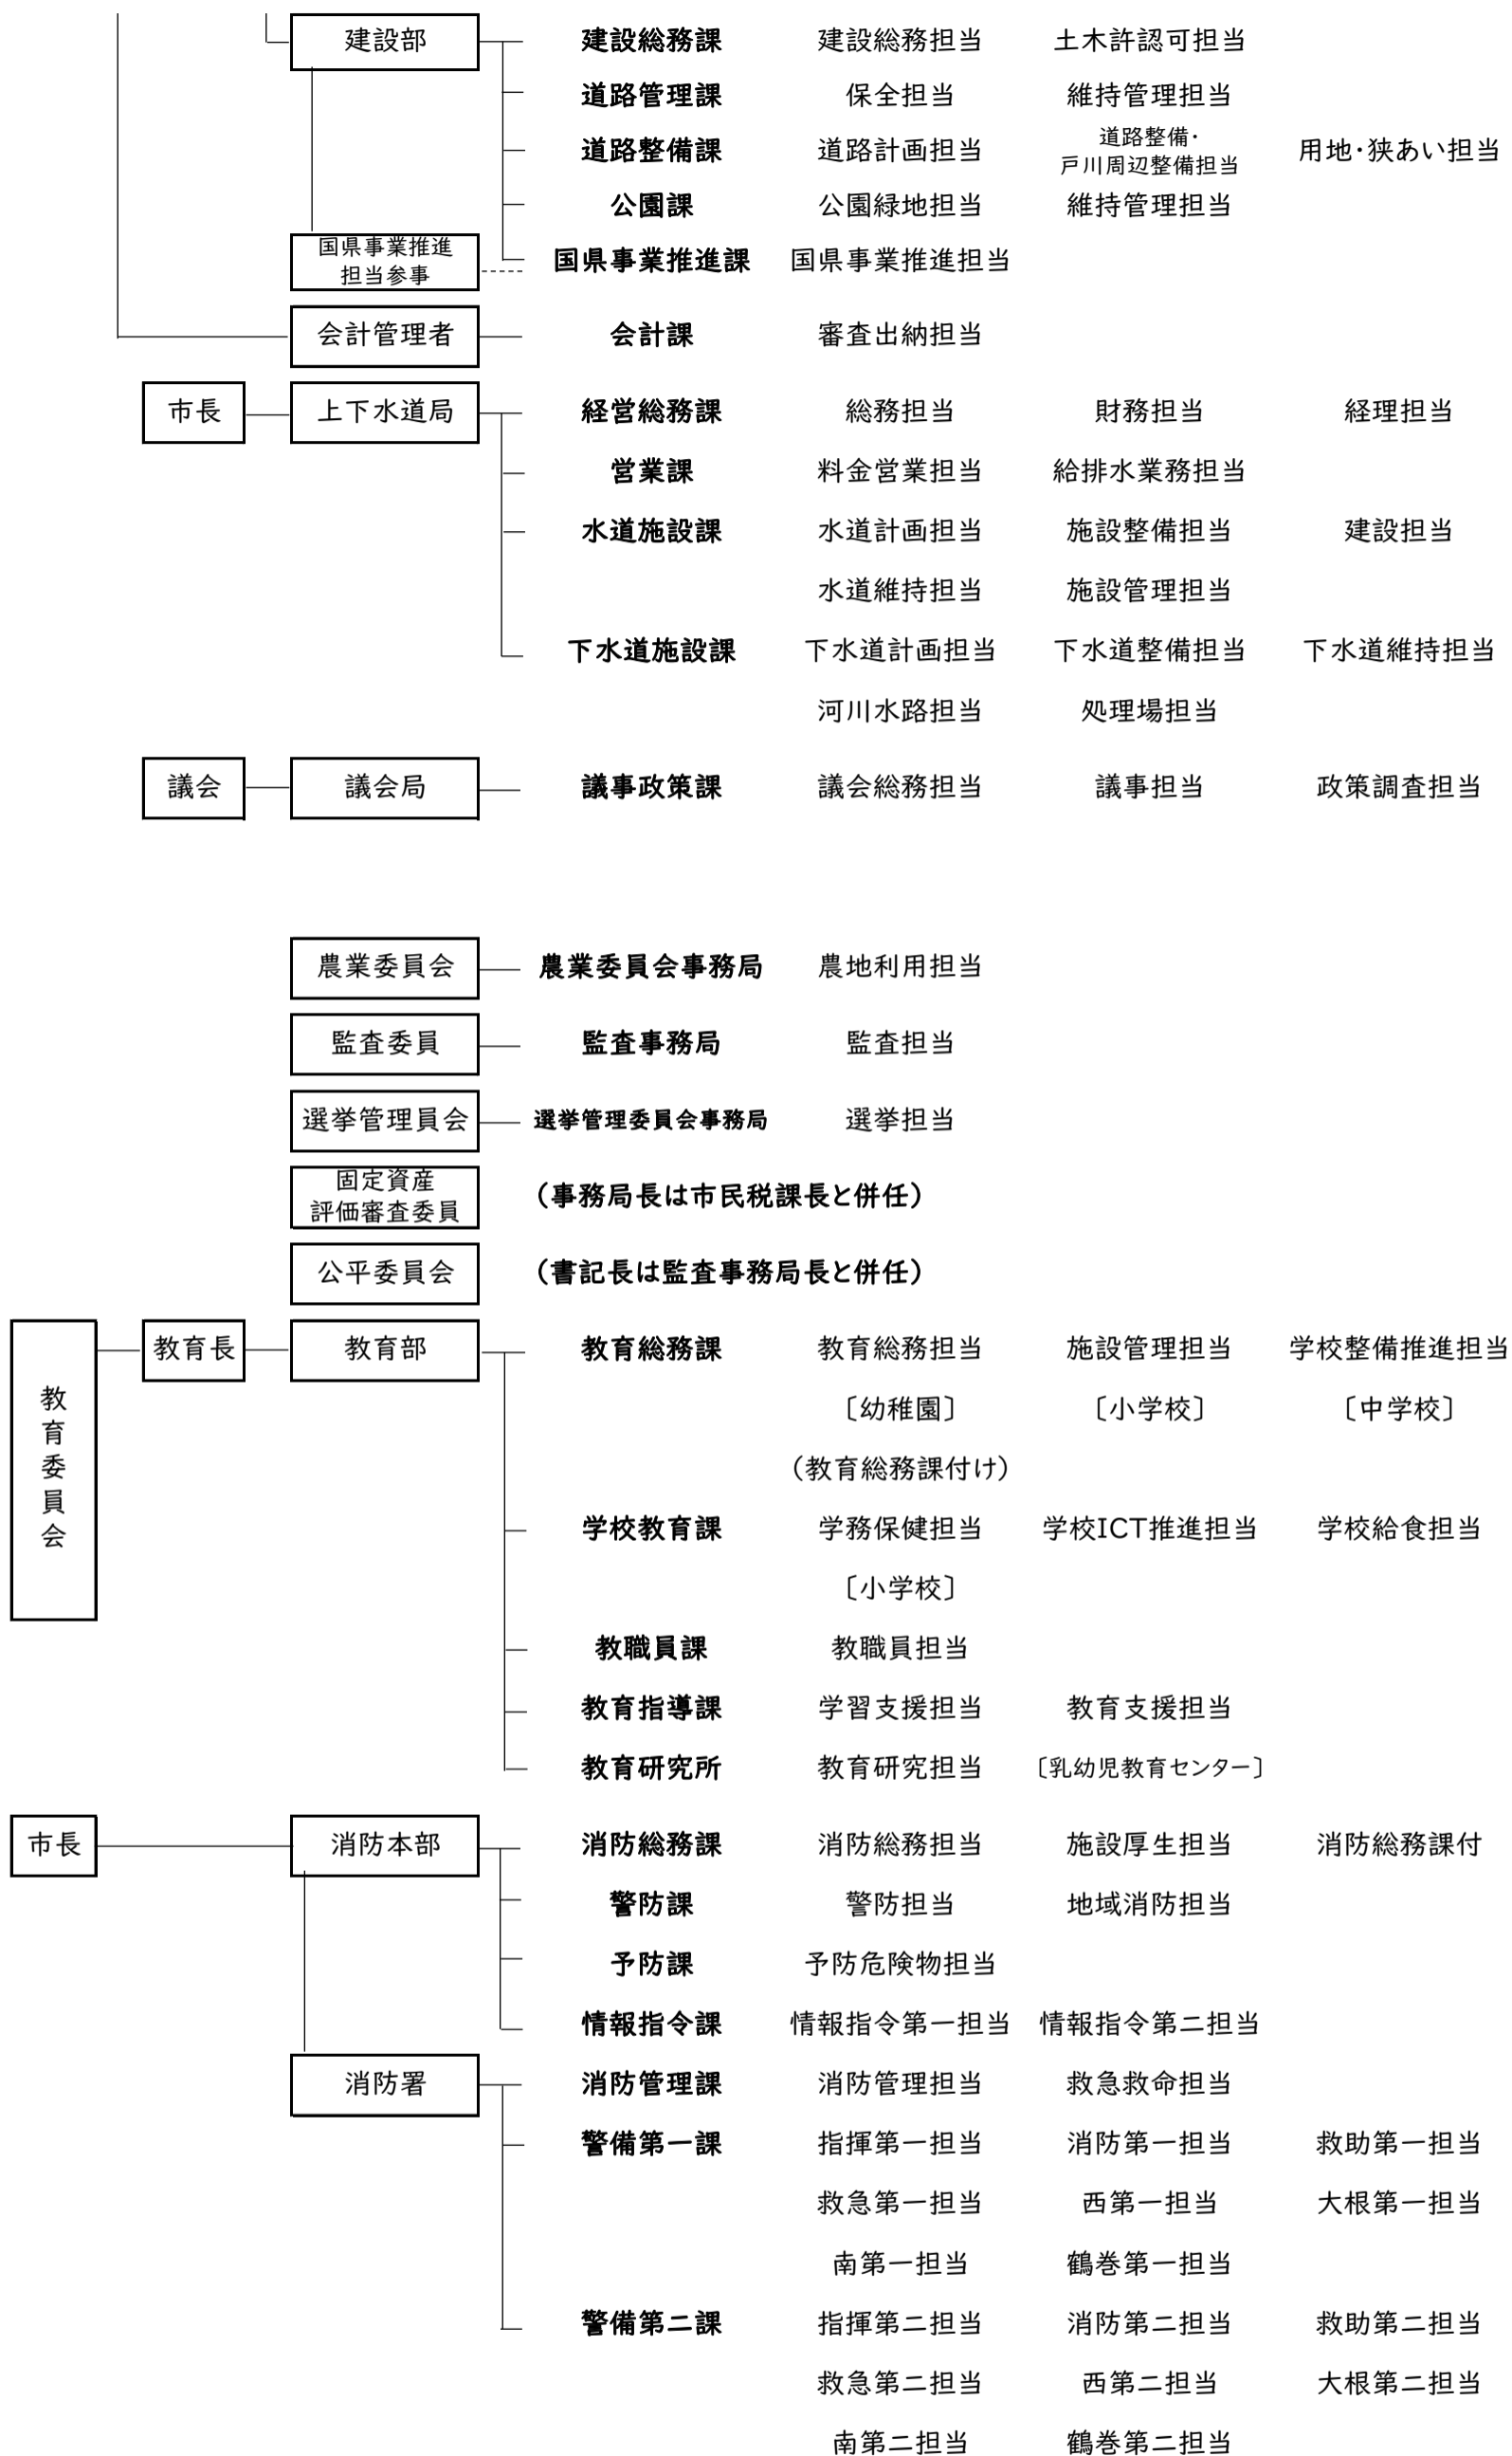 建設部 建設総務課 建設総務担当 土木許認可担当
道路管理課 保全担当 維持管理担当
道路整備課 道路計画担当 道路整備・ 用地・狭あい担当
戸川周辺整備担当
公園課 公園緑地担当 維持管理担当
国県事業推進
担当参事 国県事業推進課 国県事業推進担当
会計管理者 会計課 審査出納担当
市長 上下水道局 経営総務課 総務担当 財務担当 経理担当
営業課 料金営業担当 給排水業務担当
水道施設課 水道計画担当 施設整備担当 建設担当
水道維持担当 施設管理担当
下水道施設課 下水道計画担当 下水道整備担当 下水道維持担当
河川水路担当 処理場担当
議会 議会局 議事政策課 議会総務担当 議事担当 政策調査担当
農業委員会 農業委員会事務局 農地利用担当
監査委員 監査事務局 監査担当
選挙管理員会 選挙管理委員会事務局 選挙担当
固定資産
評価審査委員 （事務局長は市民税課長と併任）
公平委員会 （書記長は監査事務局長と併任）
教育委員会 教育長 教育部 教育総務課 教育総務担当 施設管理担当 学校整備推進担当
〔幼稚園〕 〔小学校〕 〔中学校〕
（教育総務課付け）
学校教育課 学務保健担当 学校ICT推進担当 学校給食担当
〔小学校〕
教職員課 教職員担当
教育指導課 学習支援担当 教育支援担当
教育研究所 教育研究担当 〔乳幼児教育センター〕
市長 消防本部 消防総務課 消防総務担当 施設厚生担当 消防総務課付
警防課 警防担当 地域消防担当
予防課 予防危険物担当
情報指令課 情報指令第一担当 情報指令第二担当
消防署 消防管理課 消防管理担当 救急救命担当
警備第一課 指揮第一担当 消防第一担当 救助第一担当
救急第一担当 西第一担当 大根第一担当
南第一担当 鶴巻第一担当
警備第二課 指揮第二担当 消防第二担当 救助第二担当
救急第二担当 西第二担当 大根第二担当
南第二担当 鶴巻第二担当